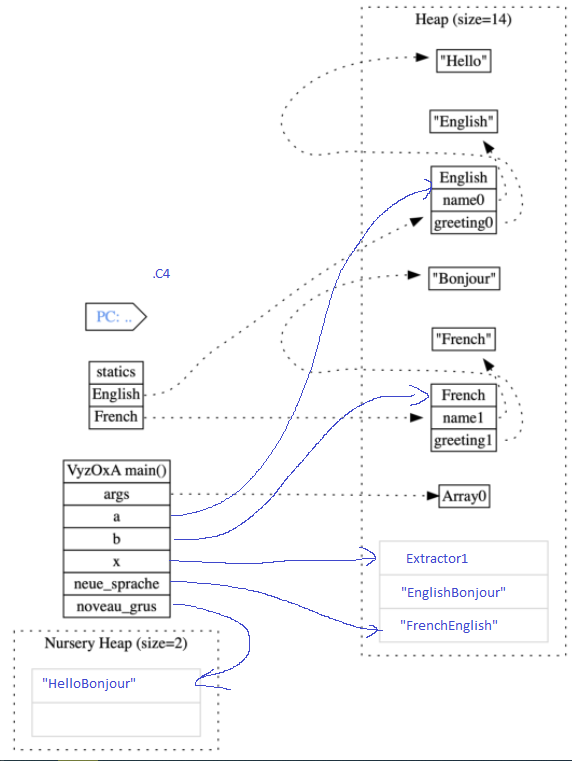 Heap (size=14)
"Hello"
"English"
English
name0
greeting0
.C4
"Bonjour"
PC: ..
"French"
statics
English
French
French
name1
greeting1
VyzOxA main()
args
a
b
x
neue_sprache
noveau_grus
Array0
Extractor1
"EnglishBonjour"
"FrenchEnglish"
Nursery Heap (size=2)
"HelloBonjour"